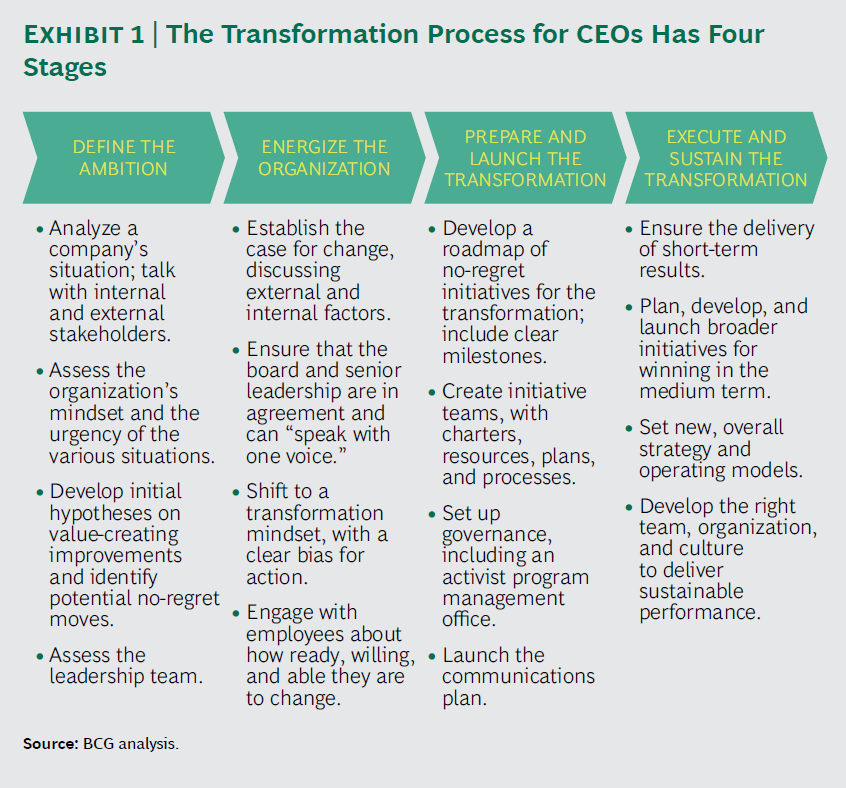 EXHIBIT 1 | The Transformation Process for CEOs Has Four
Stages
DEFINE THE
AMBITION
ENERGIZE THE
ORGANIZATION
PREPARE AND
LAUNCH THE
TRANSFORMATION
EXECUTE AND
SUSTAIN THE
TRANSFORMATION
• Analyze a
company's
situation; talk
with internal
and external
stakeholders.
• Assess the
organization's
mindset and the
urgency of the
various situations.
• Develop initial
hypotheses on
value-creating
improvements
and identify
potential no-regret
moves.
• Assess the
leadership team.
• Establish the
case for change,
discussing
external and
internal factors.
• Ensure that the
board and senior
leadership are in
agreement and
can “speak with
one voice.”
• Shift to a
transformation
mindset, with a
clear bias for
action.
• Engage with
employees about
how ready, willing,
and able they are
to change.
• Develop a
roadmap of
no-regret
initiatives for the
transformation;
include clear
milestones.
• Create initiative
teams, with
charters,
resources, plans,
and processes.
• Set up
governance,
including an
activist program
management
office.
• Launch the
communications
plan.
• Ensure the delivery
of short-term
results.
• Plan, develop, and
launch broader
initiatives for
winning in the
medium term.
• Set new, overall
strategy and
operating models.
• Develop the right
team, organization,
and culture
to deliver
sustainable
performance.
Source: BCG analysis.